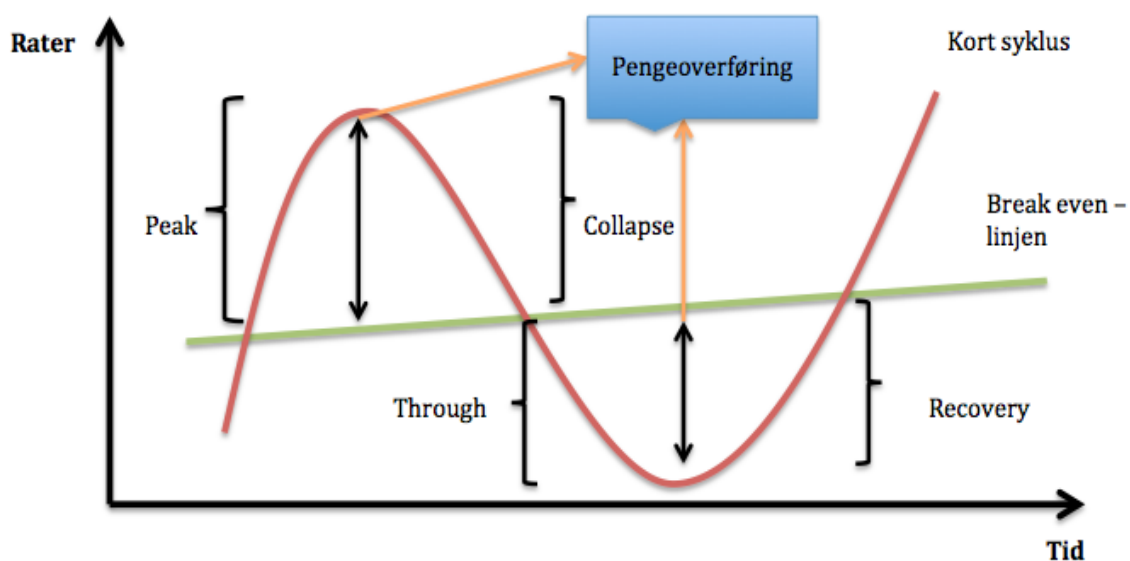 Rater
Kort syklus
Pengeoverføring
Peak
Collapse
Break even –
linjen
Through
Recovery
Tid